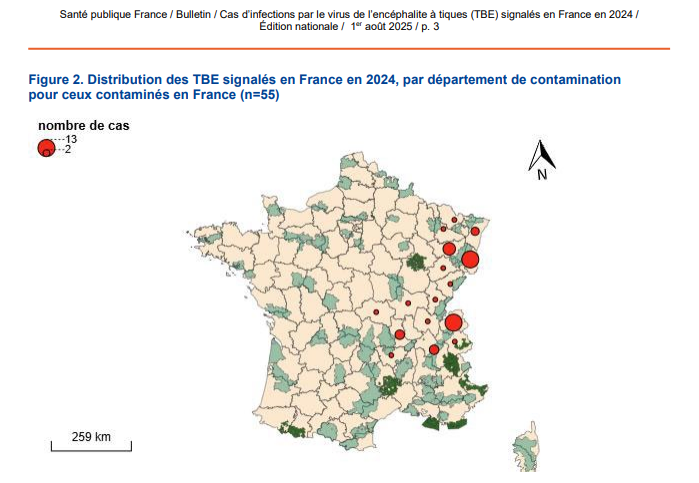 Santé publique France / Bulletin / Cas d’infections par le virus de l’encéphalite à tiques (TBE) signalés en France en 2024 /
Édition nationale / 1er août 2025 / p. 3
Figure 2. Distribution des TBE signalés en France en 2024, par département de contamination
pour ceux contaminés en France (n=55)
nombre de cas
13
2
N
259 km